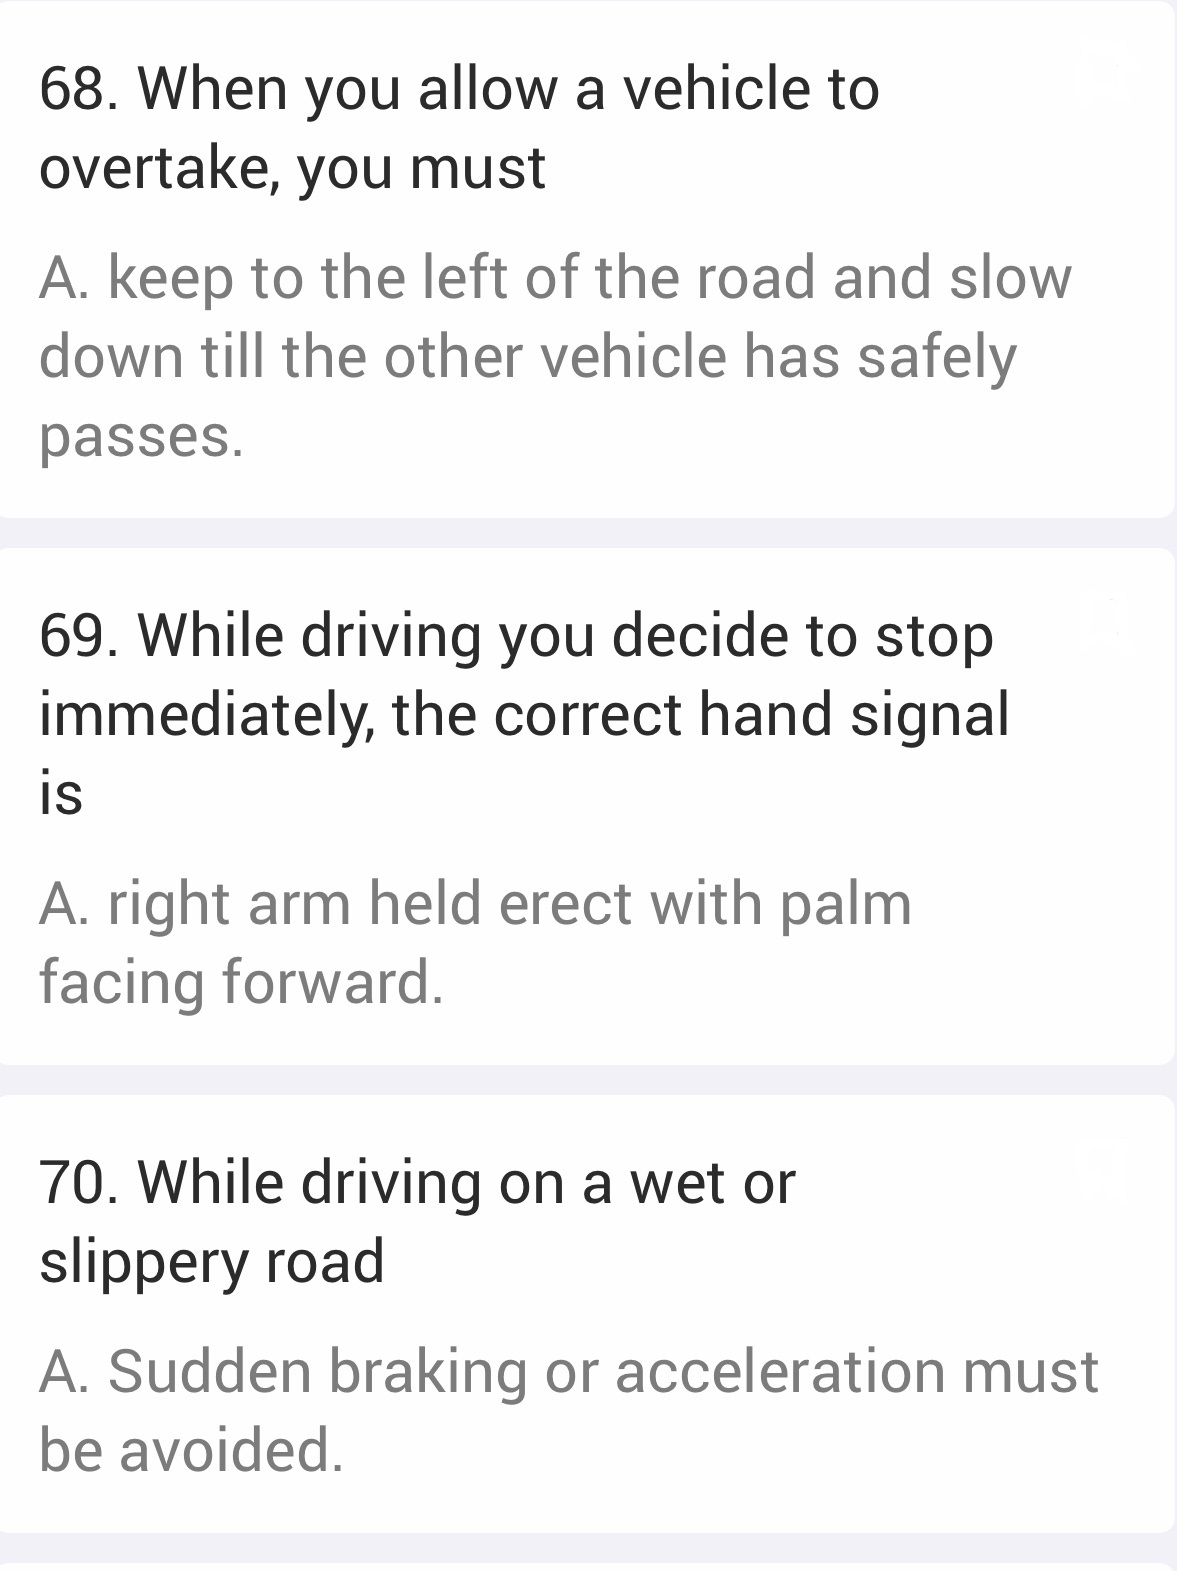 68. When you allow a vehicle to
overtake, you must
A. keep to the left of the road and slow
down till the other vehicle has safely
passes.
69. While driving you decide to stop
immediately, the correct hand signal
is
A. right arm held erect with palm
facing forward.
70. While driving on a wet or
slippery road
A. Sudden braking or acceleration must
be avoided.